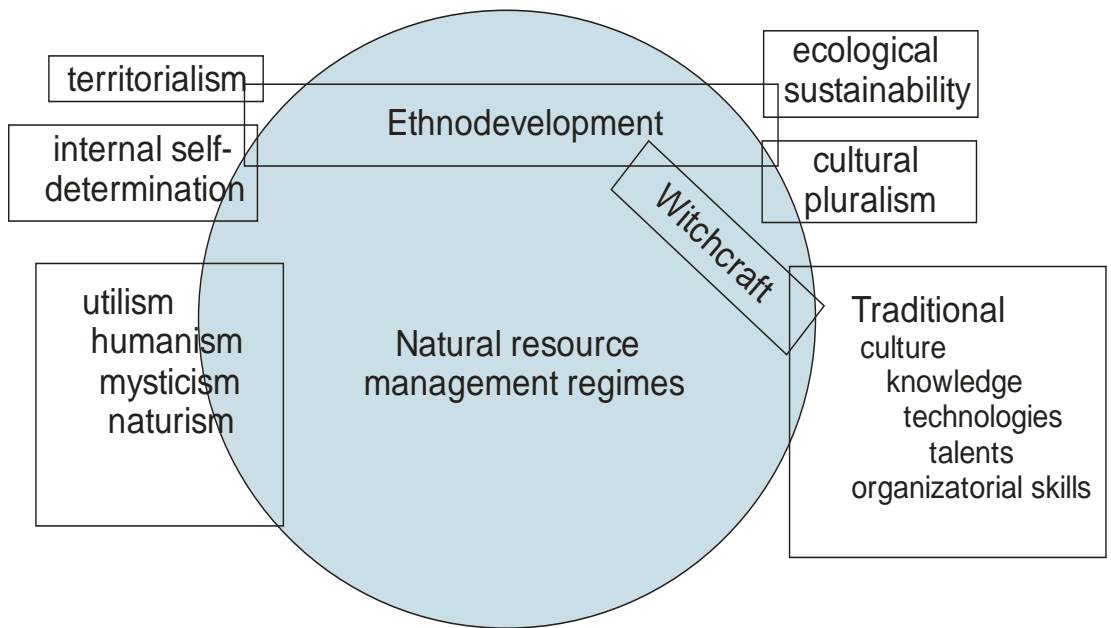 territorialism
ecological
sustainability
Ethnodevelopment
internal self-
determination
cultural
pluralism
Witchcraft
utilism
humanism
mysticism
naturism
Natural resource
management regimes
Traditional
culture
knowledge
technologies
talents
organizatorial skills